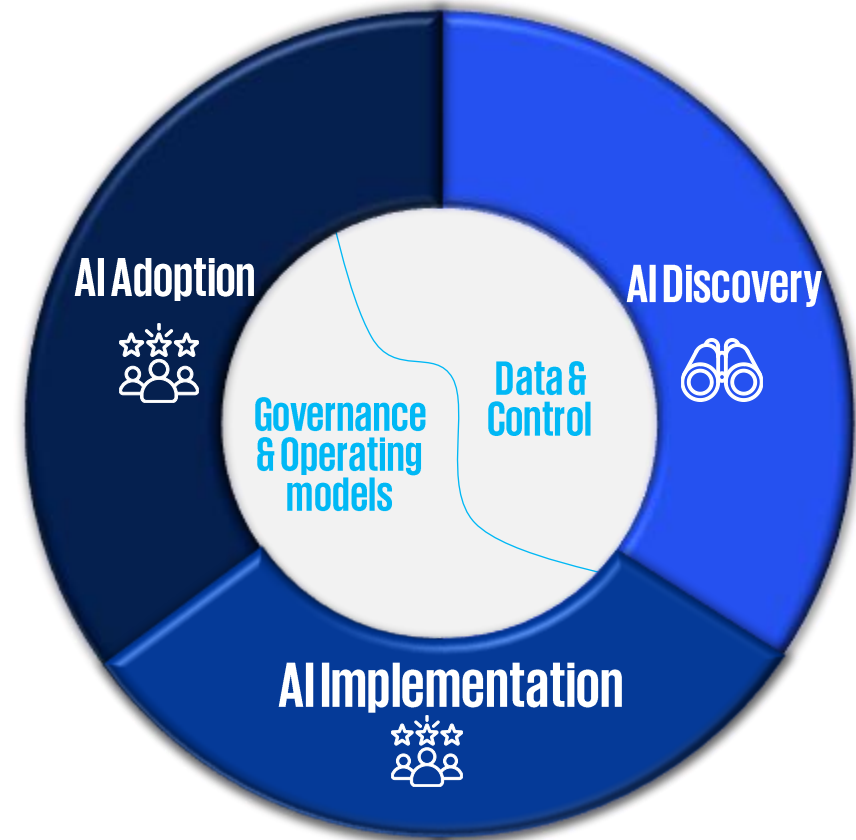 AI Adoption
AI Discovery
Data &
Control
Governance
& Operating
models
AI Implementation